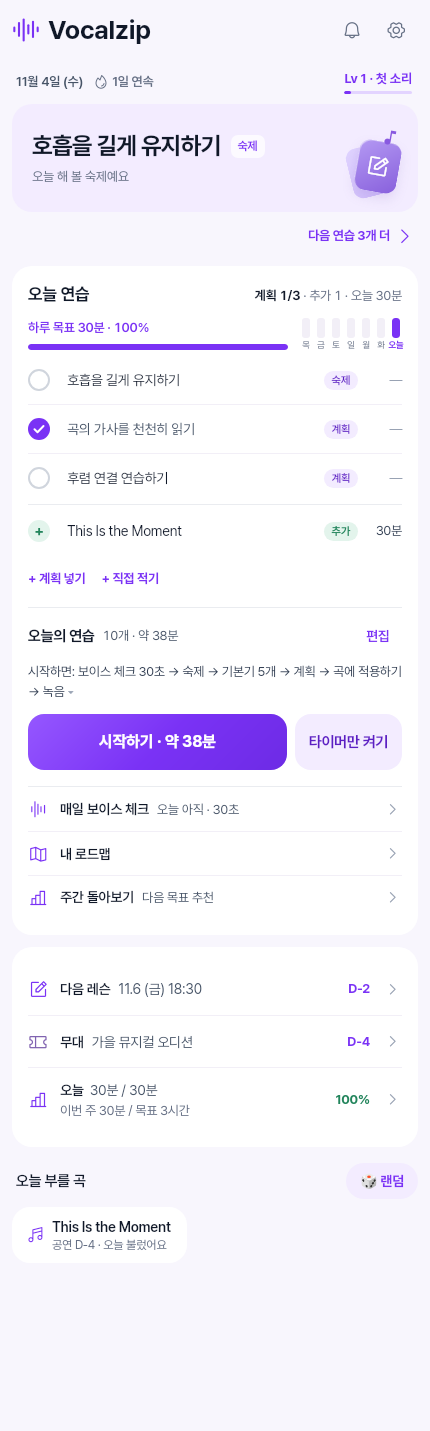 Vocalzip
11월 4일 (수) 1일 연속 Lv 1 · 첫 소리
호흡을 길게 유지하기 숙제
오늘 해 볼 숙제예요
다음 연습 3개 더
오늘 연습 계획 1/3 · 추가 1 · 오늘 30분
하루 목표 30분 · 100%
목 금 토 일 월 화 오늘
호흡을 길게 유지하기 숙제 —
곡의 가사를 천천히 읽기 계획 —
후렴 연결 연습하기 계획 —
This Is the Moment 추가 30분
+ 계획 넣기 + 직접 적기
오늘의 연습 10개 · 약 38분 편집
시작하면: 보이스 체크 30초 → 숙제 → 기본기 5개 → 계획 → 곡에 적용하기
→ 녹음
시작하기 · 약 38분 타이머만 켜기
매일 보이스 체크 오늘 아직 · 30초
내 로드맵
주간 돌아보기 다음 목표 추천
다음 레슨 11.6 (금) 18:30 D-2
무대 가을 뮤지컬 오디션 D-4
오늘 30분 / 30분 100%
이번 주 30분 / 목표 3시간
오늘 부를 곡 🎲 랜덤
This Is the Moment
공연 D-4 · 오늘 불렀어요